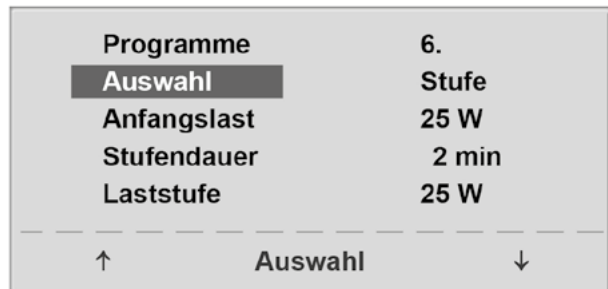 Programme 6.
Auswahl Stufe
Anfangslast 25 W
Stufendauer 2 min
Laststufe 25 W
↑ Auswahl ↓